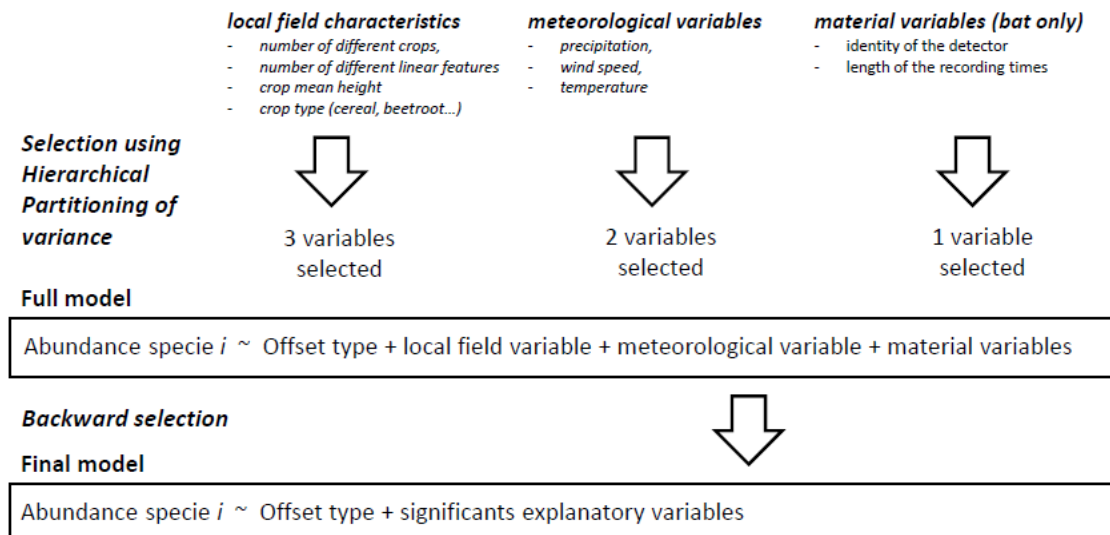 local field characteristics
- number of different crops,
- number of different linear features
- crop mean height
- crop type (cereal, beetroot...)
meteorological variables
- precipitation,
- wind speed,
- temperature
material variables (bat only)
- identity of the detector
- length of the recording times
Selection using
Hierarchical
Partitioning of
variance
3 variables
selected
2 variables
selected
1 variable
selected
Full model
Abundance specie i ~ Offset type + local field variable + meteorological variable + material variables
Backward selection
Final model
Abundance specie i ~ Offset type + significants explanatory variables